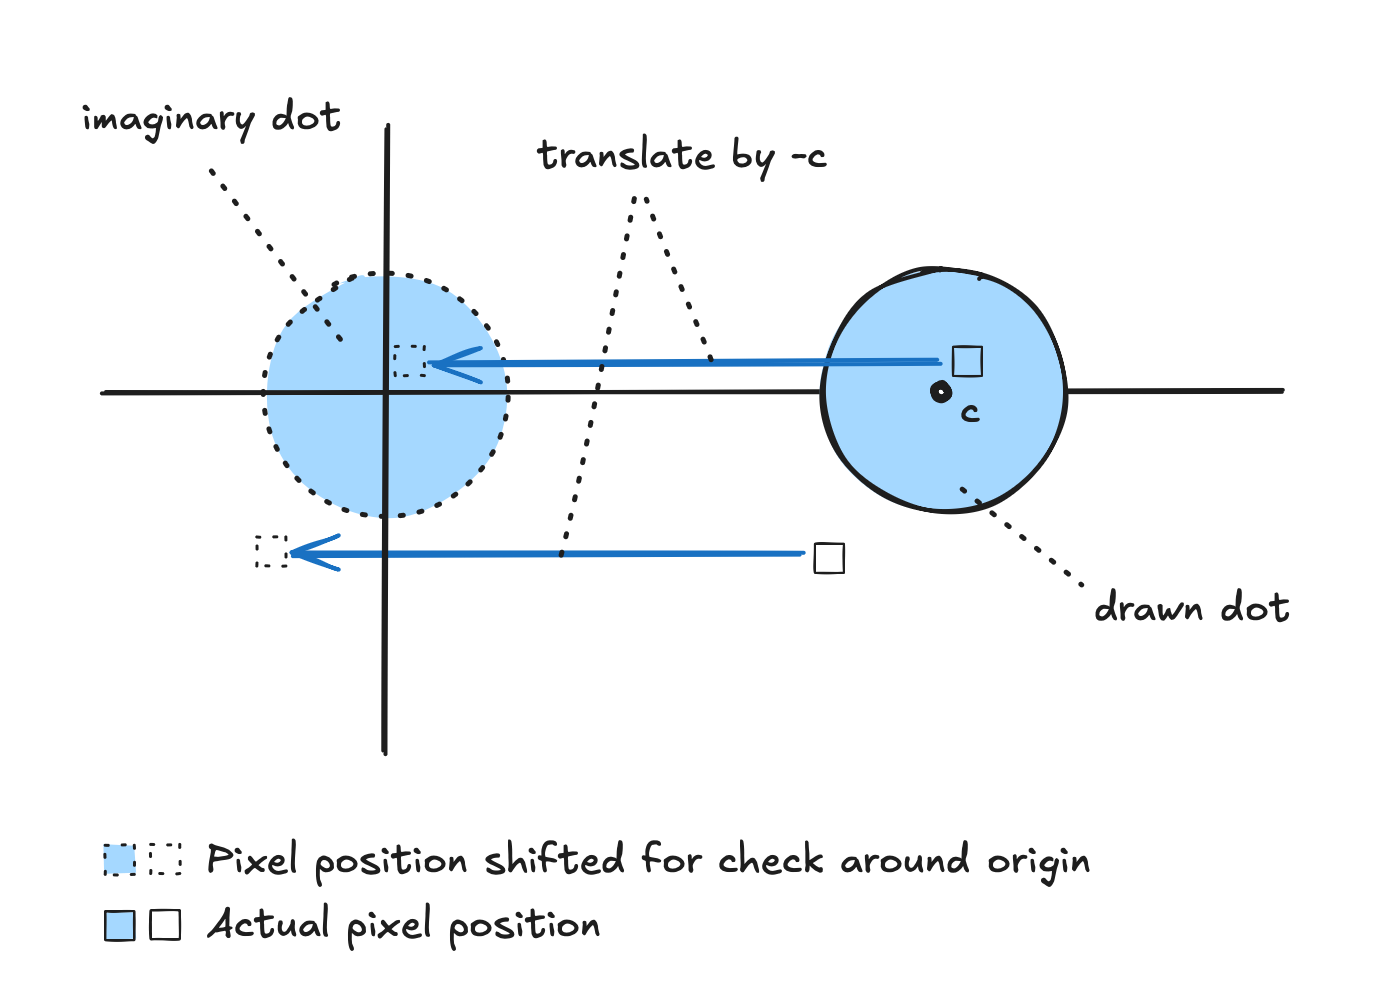 imaginary dot
translate by -c
c
drawn dot
Pixel position shifted for check around origin
Actual pixel position